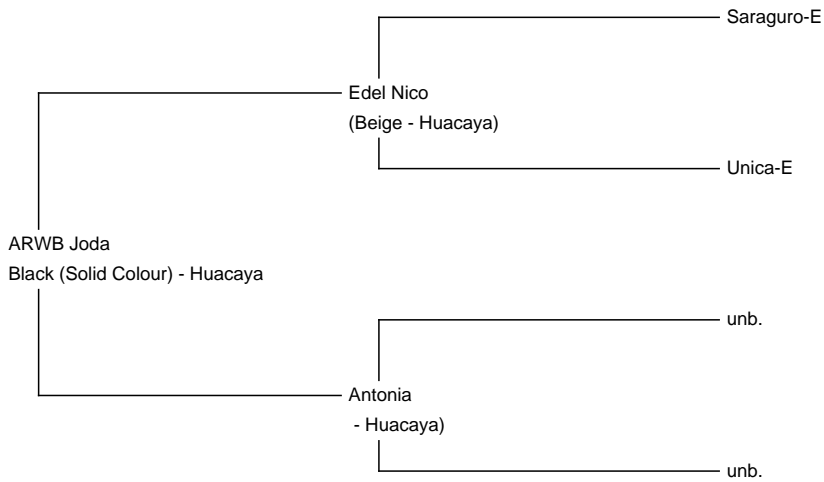 Saraguro-E
Edel Nico
(Beige - Huacaya)
Unica-E
ARWB Joda
Black (Solid Colour) - Huacaya
unb.
Antonia
- Huacaya)
unb.